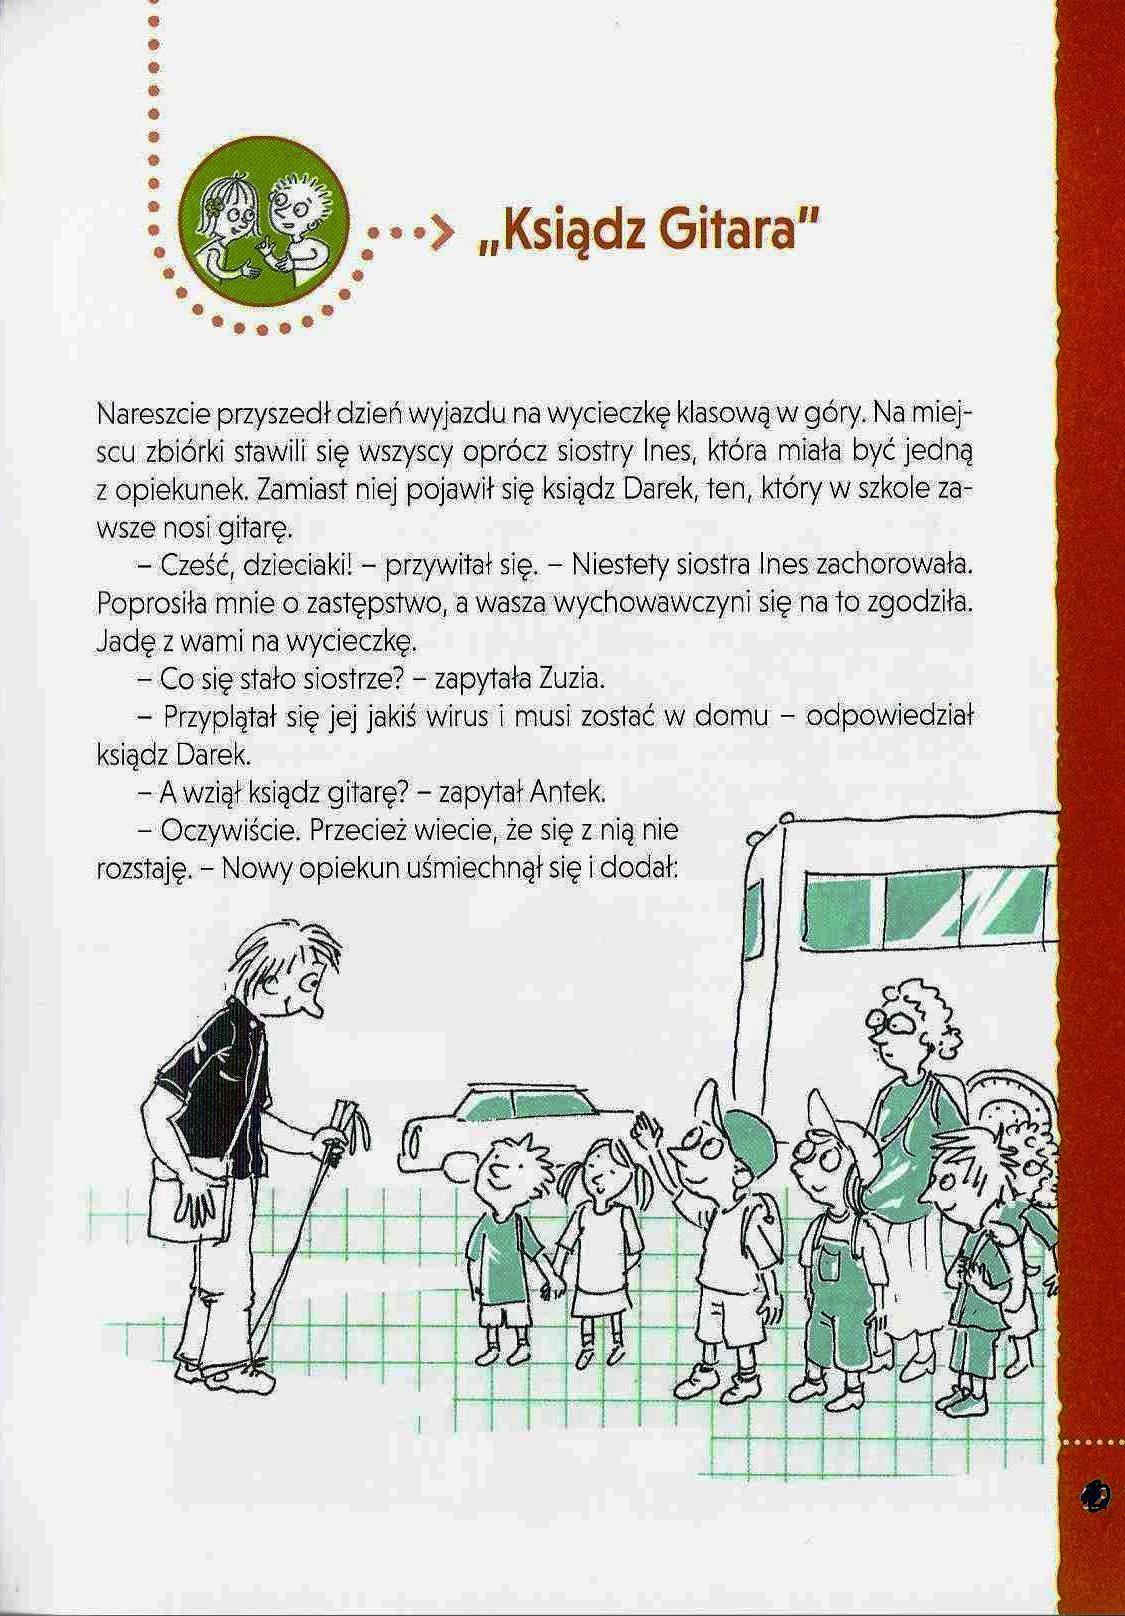 „Ksiądz Gitara"
Nareszcie przyszedł dzień wyjazdu na wycieczkę klasową w góry. Na miej-
scu zbiórki stawili się wszyscy oprócz siostry Ines, która miała być jedną
z opiekunek. Zamiast niej pojawił się ksiądz Darek, ten, który w szkole za-
wsze nosi gitarę.
– Cześć, dzieciaki! – przywitał się. – Niestety siostra Ines zachorowała.
Poprosiła mnie o zastępstwo, a wasza wychowawczyni się na to zgodziła.
Jadę z wami na wycieczkę.
– Co się stało siostrze? – zapytała Zuzia.
– Przyplątał się jej jakiś wirus i musi zostać w domu – odpowiedział
ksiądz Darek.
– A wziął ksiądz gitarę? – zapytał Antek.
– Oczywiście. Przecież wiecie, że się z nią nie
rozstaję. – Nowy opiekun uśmiechnął się i dodał: